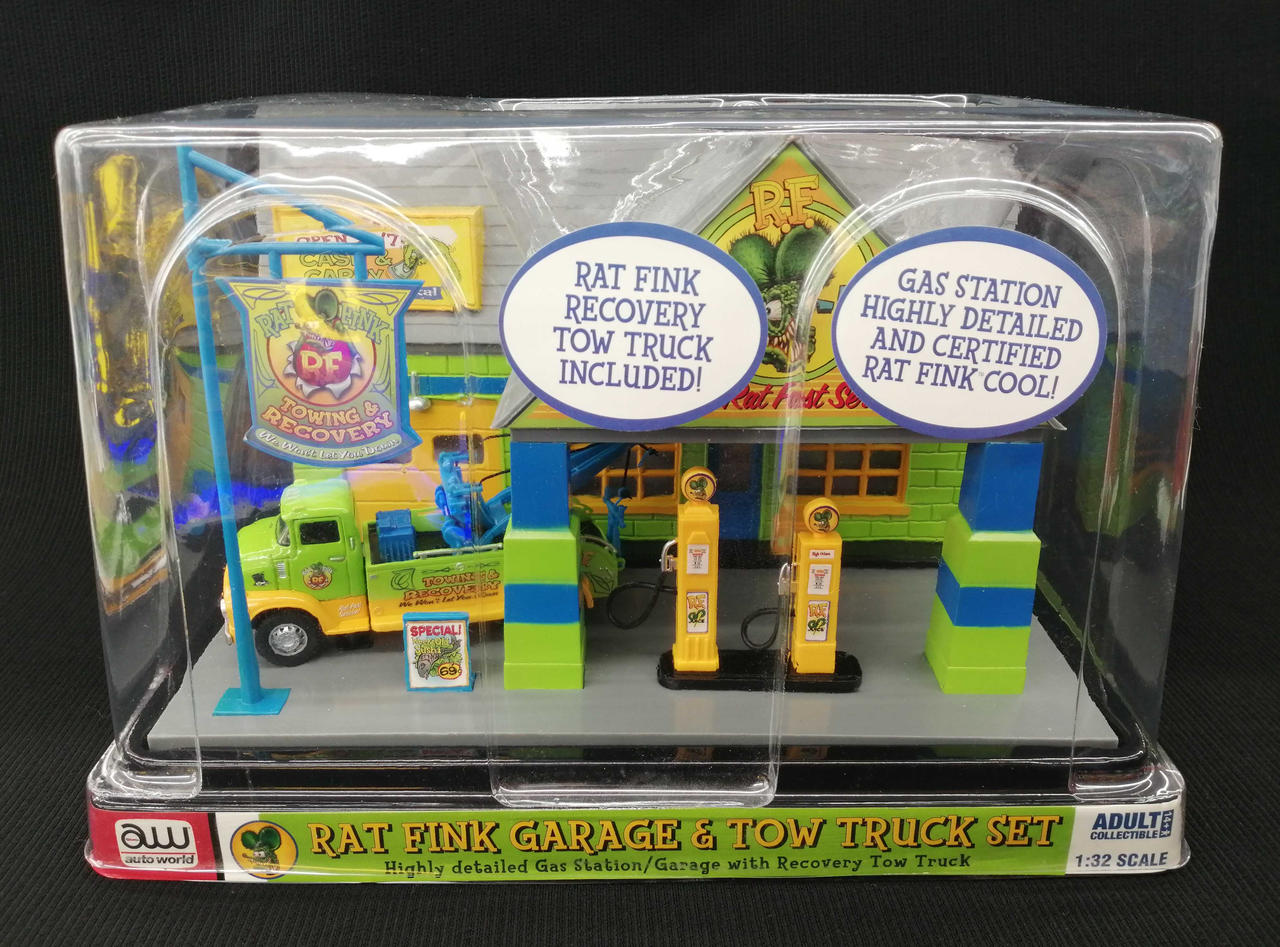 R.F.
OPEN
CASH &
CARRY
RAT FINK
RECOVERY
TOW TRUCK
INCLUDED!
GAS STATION
HIGHLY DETAILED
AND CERTIFIED
RAT FINK™ COOL!
Rat Fast Se
RAT FINK
R.F.
TOWING &
RECOVERY
We Won't Let You Down
R.F.
TOWING &
RECOVERY
We Won't Let You Down
SPECIAL!
69¢
R.F.
R.F.
aw
auto world
RAT FINK GARAGE & TOW TRUCK SET
Highly detailed Gas Station/Garage with Recovery Tow Truck
ADULT
COLLECTIBLE
14+
1:32 SCALE